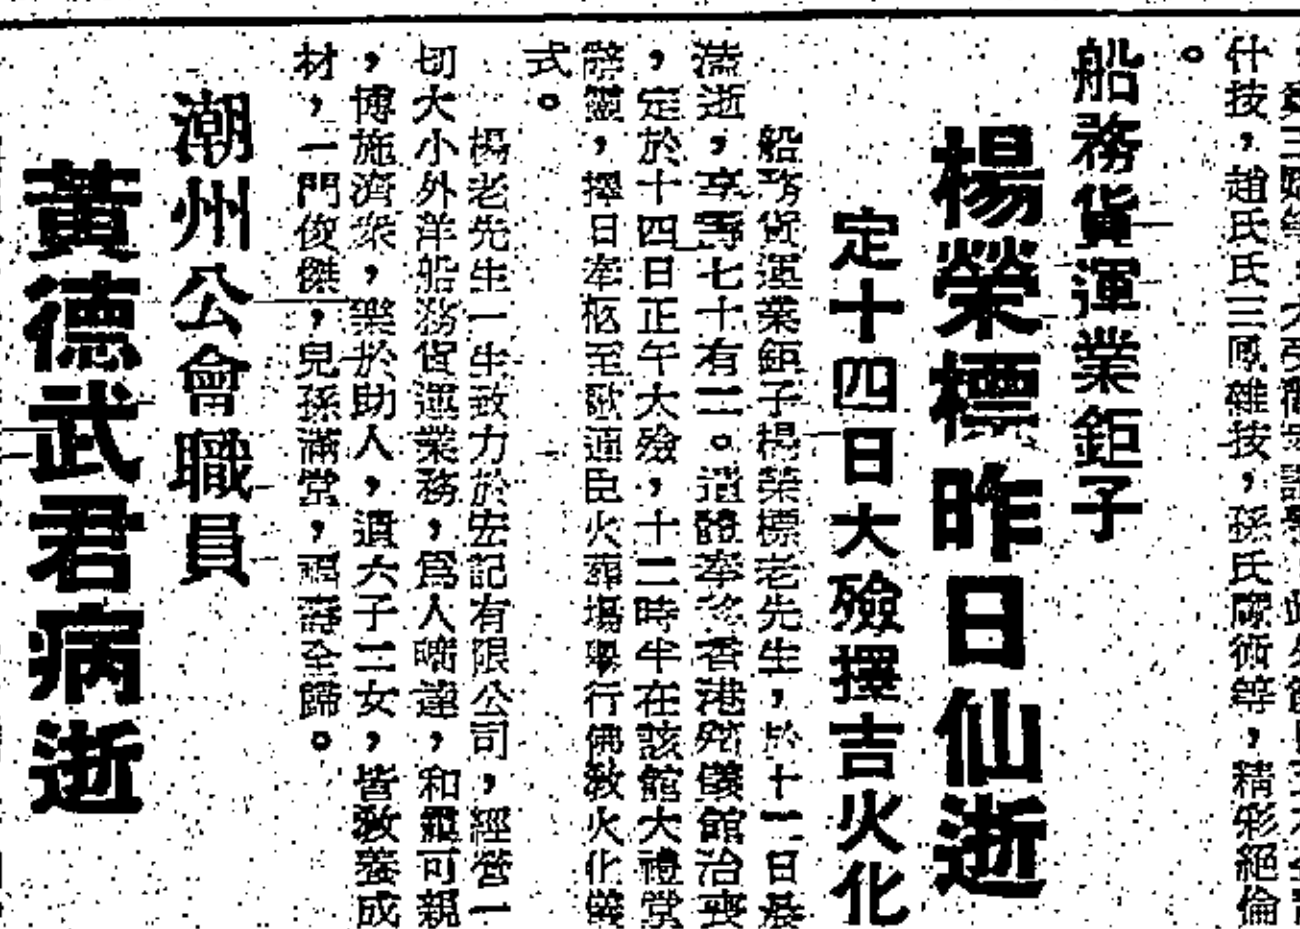 什技，趙氏氏三鳳雜技，孫氏魔術等，精彩絕倫
。
船務貨運業鉅子
楊榮標昨日仙逝
定十四日大殮擇吉火化
船務貨運業鉅子楊榮標老先生，於十一日晨
逝，享壽七十有二。遺體奉移香港殯儀館治喪
，定於十四日正午大殮，十二時半在該館大禮堂
辭靈，擇日奉柩至歌連臣火葬場舉行佛教火化儀
式。
楊老先生一生致力於宏記有限公司，經營一
切大小外洋船務貨運業務，為人曠達，和靄可親
，博施濟衆，樂於助人，遺六子二女，皆教養成
材，一門俊傑，兒孫滿堂，福壽全歸。
潮州公會職員
黃德武君病逝